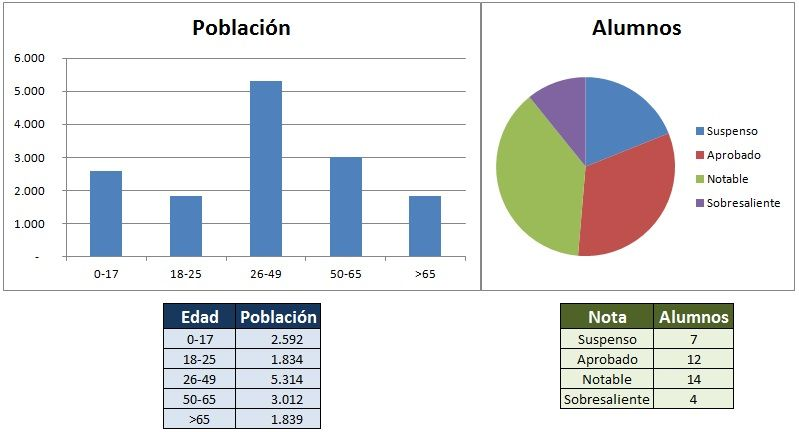 Población
6.000
5.000
4.000
3.000
2.000
1.000
-
0-17 18-25 26-49 50-65 >65
Alumnos
Suspenso
Aprobado
Notable
Sobresaliente
Edad Población
0-17 2.592
18-25 1.834
26-49 5.314
50-65 3.012
>65 1.839
Nota Alumnos
Suspenso 7
Aprobado 12
Notable 14
Sobresaliente 4